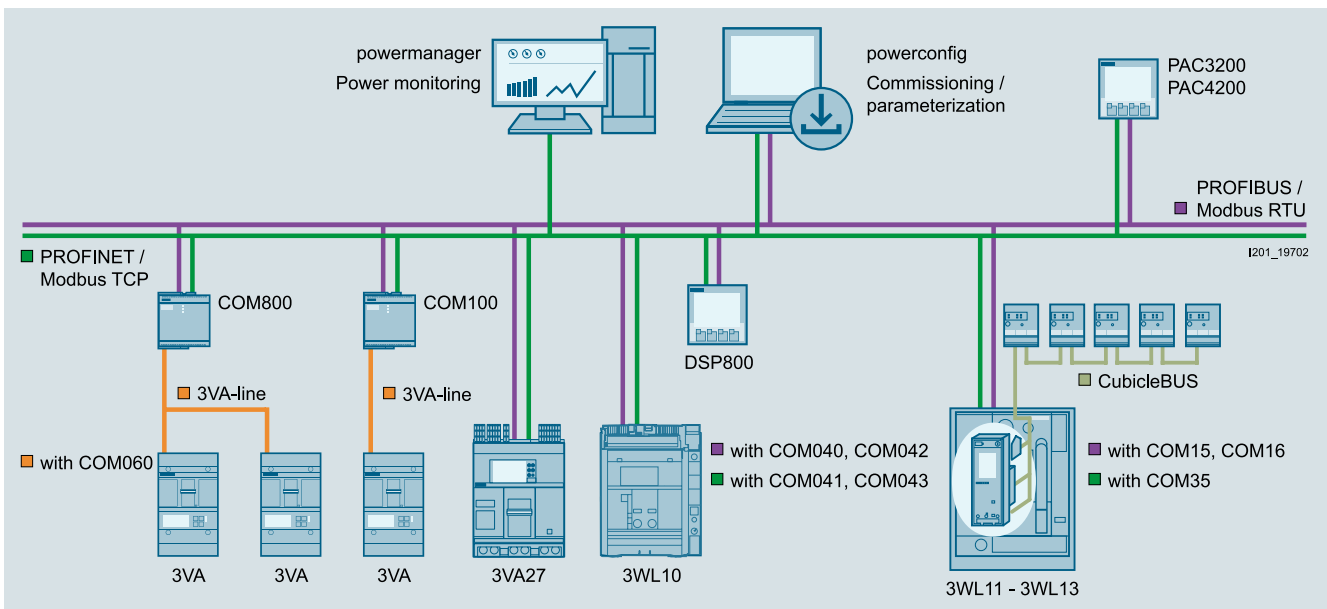 powermanager
Power monitoring
powerconfig
Commissioning /
parameterization
PAC3200
PAC4200
PROFIBUS /
Modbus RTU
PROFINET /
Modbus TCP
I201_19702
COM800
COM100
DSP800
3VA-line
3VA-line
CubicleBUS
with COM060
with COM040, COM042
with COM041, COM043
with COM15, COM16
with COM35
3VA
3VA
3VA
3VA27
3WL10
3WL11 - 3WL13